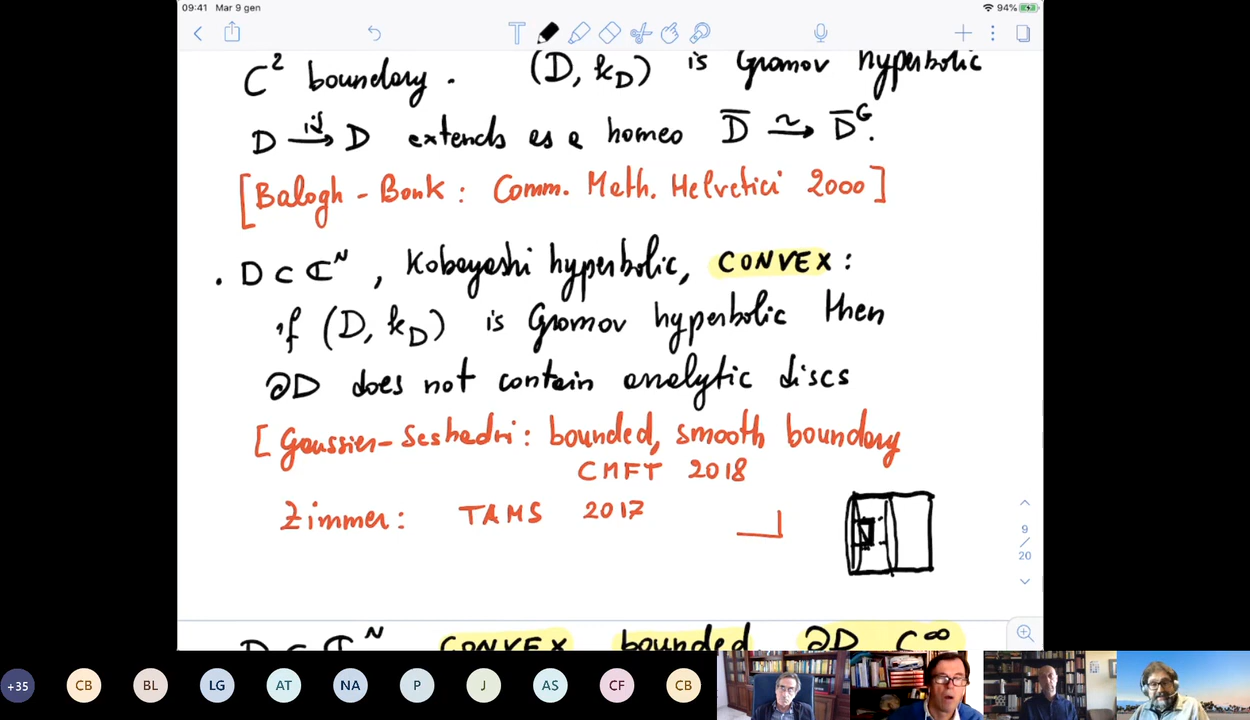 09:41 Mar 9 gen
94%
C² boundary. (D, k_D) is Gromov hyperbolic
D →^{id} D extends as a homeo D̄ →^~ D̄^G.
[Balogh - Bonk: Comm. Math. Helvetici 2000]
. D ⊂ ℂ^N, Kobayashi hyperbolic, CONVEX:
if (D, k_D) is Gromov hyperbolic then
∂D does not contain analytic discs
[Gaussier-Seshadri: bounded, smooth boundary
CMFT 2018
Zimmer: TAMS 2017 ]
9
/
20
D ⊂ ℂ^N CONVEX bounded ∂D C^∞
+35 CB BL LG AT NA P J AS CF CB